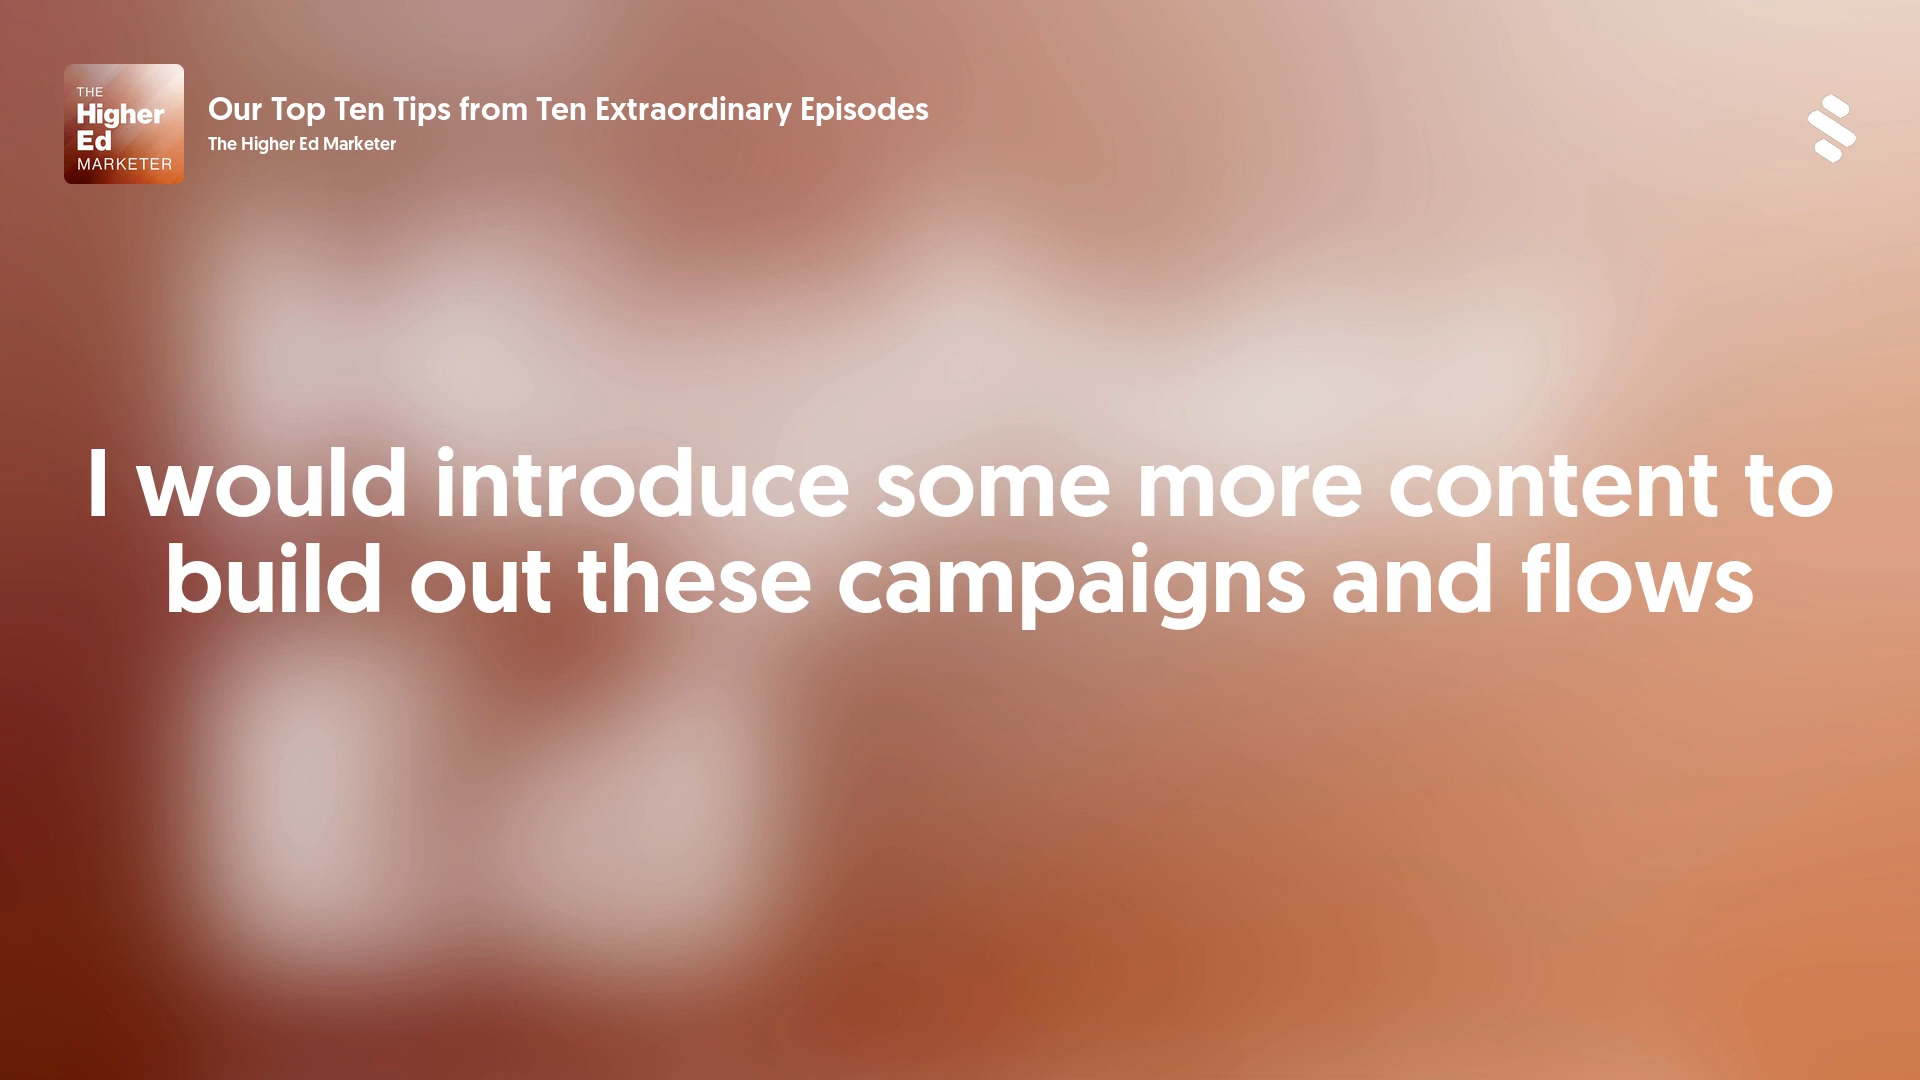 THE
Higher
Ed
MARKETER
Our Top Ten Tips from Ten Extraordinary Episodes
The Higher Ed Marketer
I would introduce some more content to
build out these campaigns and flows